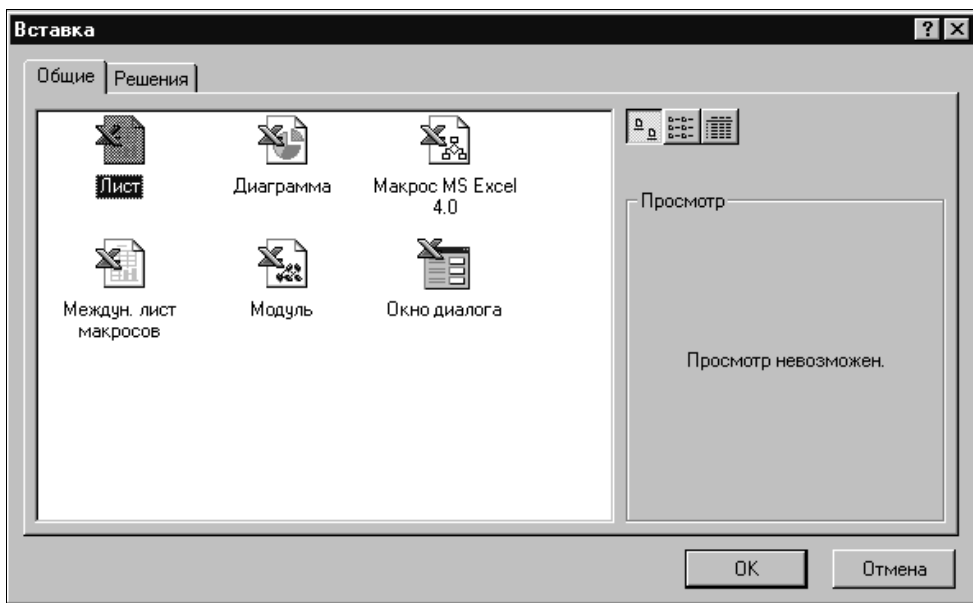 Вставка
Общие
Решения
Лист
Диаграмма
Макрос MS Excel
4.0
Междун. лист
макросов
Модуль
Окно диалога
Просмотр
Просмотр невозможен.
OK
Отмена